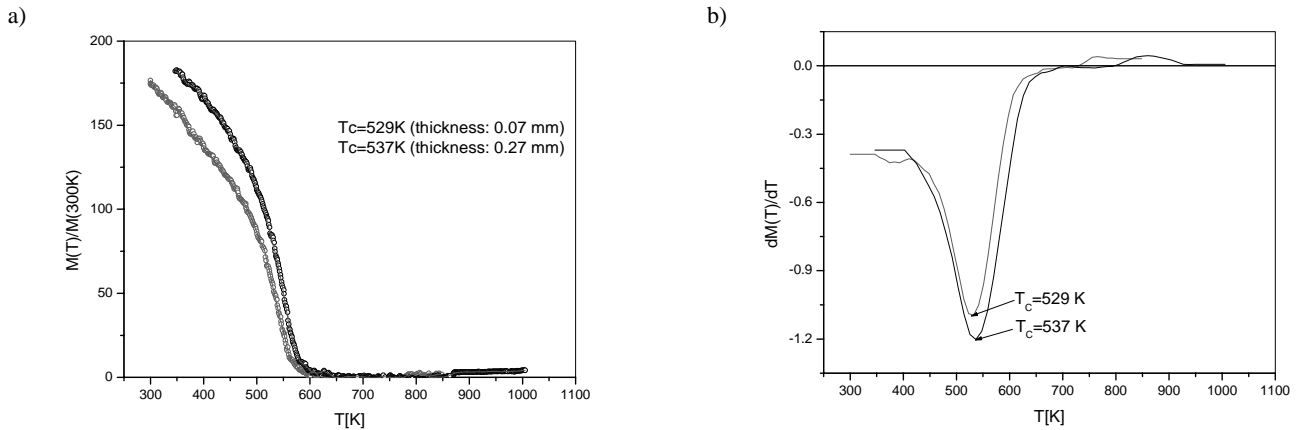 a)
200
150
100
50
0
M(T)/M(300K)
Tc=529K (thickness: 0.07 mm)
Tc=537K (thickness: 0.27 mm)
300 400 500 600 700 800 900 1000 1100
T[K]
b)
0.0
-0.3
-0.6
-0.9
-1.2
dM(T)/dT
TC=529 K
TC=537 K
300 400 500 600 700 800 900 1000 1100
T[K]